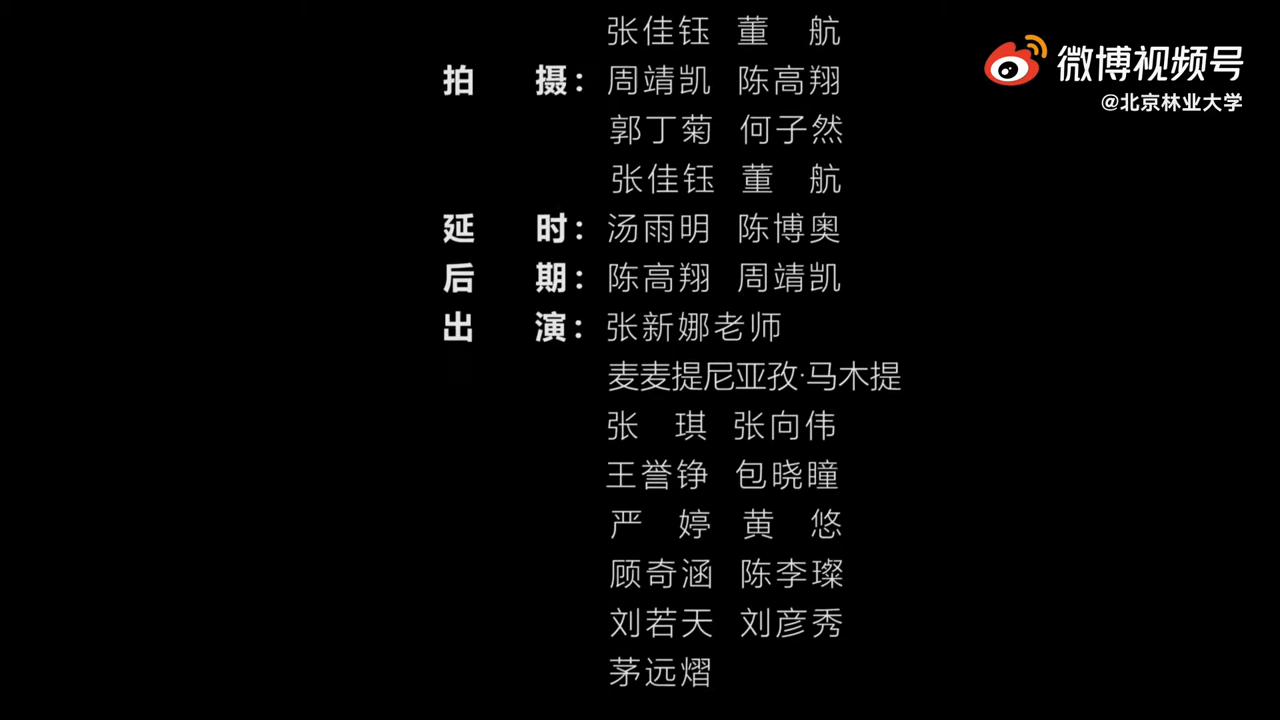 张佳钰 董 航
拍 摄：周靖凯 陈高翔
郭丁菊 何子然
张佳钰 董 航
延 时：汤雨明 陈博奥
后 期：陈高翔 周靖凯
出 演：张新娜老师
麦麦提尼亚孜·马木提
张 琪 张向伟
王誉铮 包晓瞳
严 婷 黄 悠
顾奇涵 陈李璨
刘若天 刘彦秀
茅远熠
微博视频号
@北京林业大学